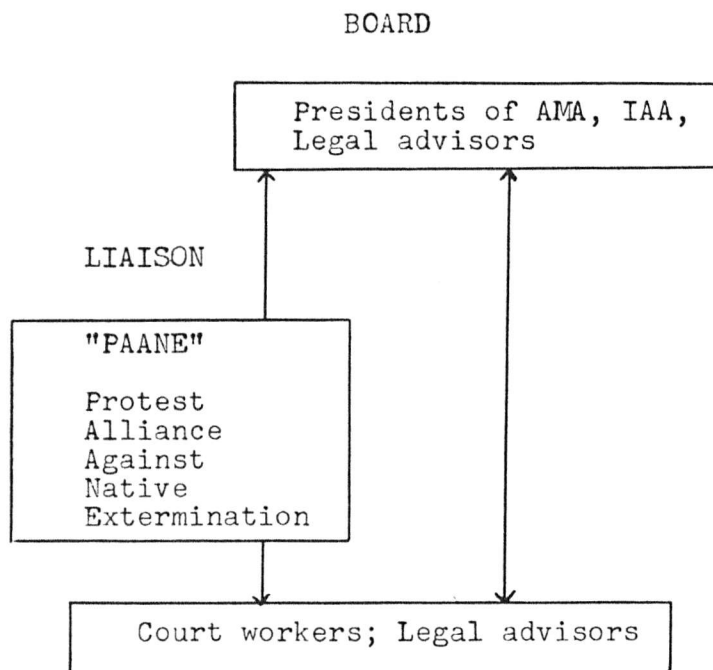 BOARD
Presidents of AMA, IAA,
Legal advisors
LIAISON
"PAANE"
Protest
Alliance
Against
Native
Extermination
Court workers; Legal advisors